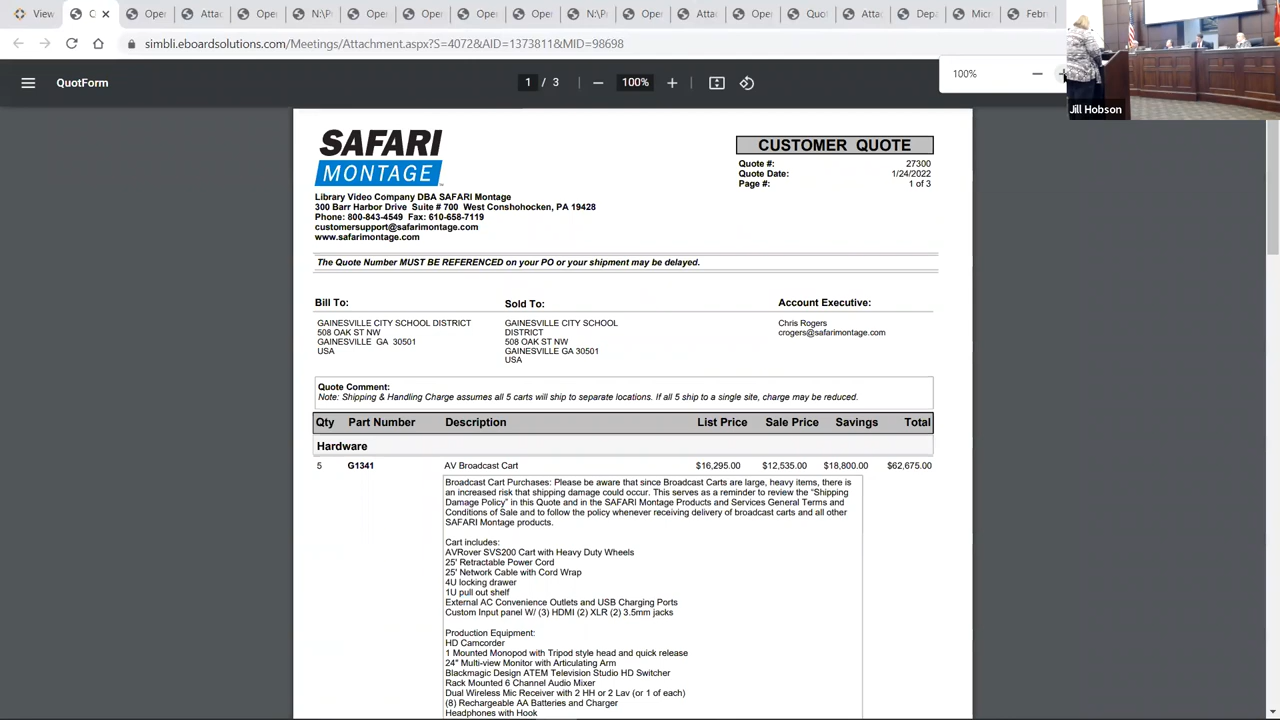 View
C
Oper
Atta
Oper
N:\P
Oper
Oper
Oper
Oper
N:\P
Atta
Quot
Quot
Atta
Dep
Micr
Febr
simbli.eboardsolutions.com/Meetings/Attachment.aspx?S=4072&AID=1373811&MID=98698
QuotForm
1 / 3
100%
100%
Jill Hobson
SAFARI
MONTAGE
CUSTOMER QUOTE
Quote #: 27300
Quote Date: 1/24/2022
Page #: 1 of 3
Library Video Company DBA SAFARI Montage
300 Barr Harbor Drive Suite # 700 West Conshohocken, PA 19428
Phone: 800-843-4549 Fax: 610-658-7119
customersupport@safarimontage.com
www.safarimontage.com
The Quote Number MUST BE REFERENCED on your PO or your shipment may be delayed.
Bill To: Sold To: Account Executive:
GAINESVILLE CITY SCHOOL DISTRICT
508 OAK ST NW
GAINESVILLE GA 30501
USA
GAINESVILLE CITY SCHOOL
DISTRICT
508 OAK ST NW
GAINESVILLE GA 30501
USA
Chris Rogers
crogers@safarimontage.com
Quote Comment:
Note: Shipping & Handling Charge assumes all 5 carts will ship to separate locations. If all 5 ship to a single site, charge may be reduced.
Qty Part Number Description List Price Sale Price Savings Total
Hardware
5 G1341 AV Broadcast Cart $16,295.00 $12,535.00 $18,800.00 $62,675.00
Broadcast Cart Purchases: Please be aware that since Broadcast Carts are large, heavy items, there is
an increased risk that shipping damage could occur. This serves as a reminder to review the "Shipping
Damage Policy" in this Quote and in the SAFARI Montage Products and Services General Terms and
Conditions of Sale and to follow the policy whenever receiving delivery of broadcast carts and all other
SAFARI Montage products.
Cart includes:
AVRover SVS200 Cart with Heavy Duty Wheels
25' Retractable Power Cord
25' Network Cable with Cord Wrap
4U locking drawer
1U pull out shelf
External AC Convenience Outlets and USB Charging Ports
Custom Input panel W/ (3) HDMI (2) XLR (2) 3.5mm jacks
Production Equipment:
HD Camcorder
1 Mounted Monopod with Tripod style head and quick release
24" Multi-view Monitor with Articulating Arm
Blackmagic Design ATEM Television Studio HD Switcher
Rack Mounted 6 Channel Audio Mixer
Dual Wireless Mic Receiver with 2 HH or 2 Lav (or 1 of each)
(8) Rechargeable AA Batteries and Charger
Headphones with Hook